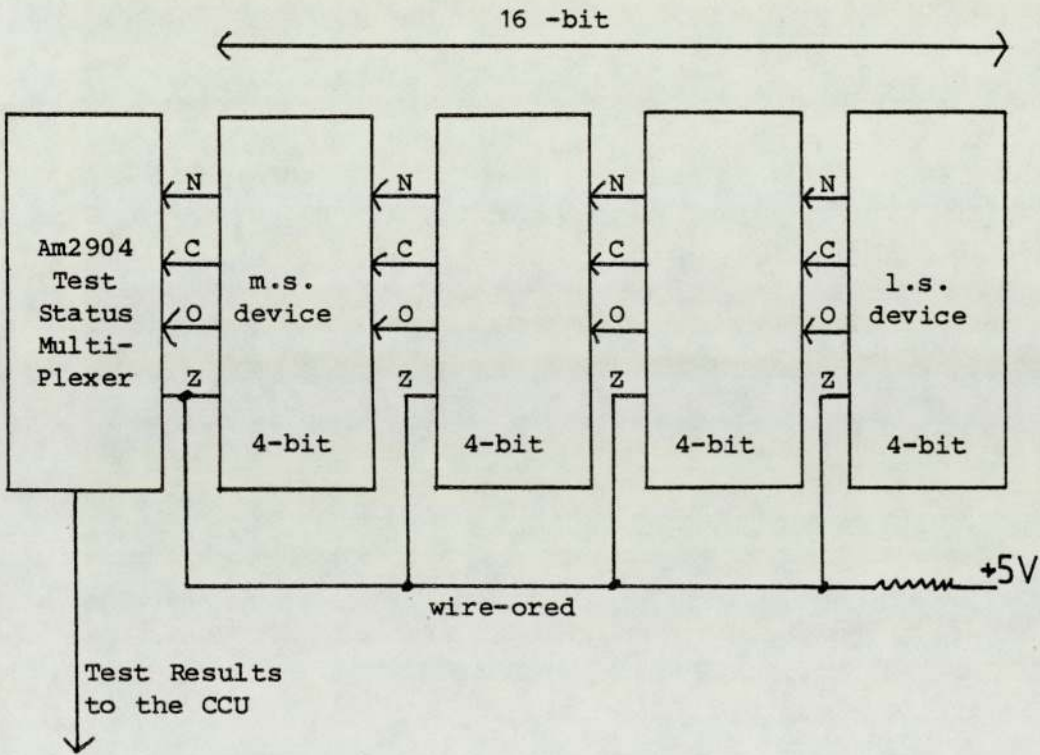 16 -bit
N N N N
Am2904
Test
Status
Multi-
Plexer
C C C C
m.s.
device
l.s.
device
O O O O
Z Z Z Z
4-bit 4-bit 4-bit 4-bit
+5V
wire-ored
Test Results
to the CCU